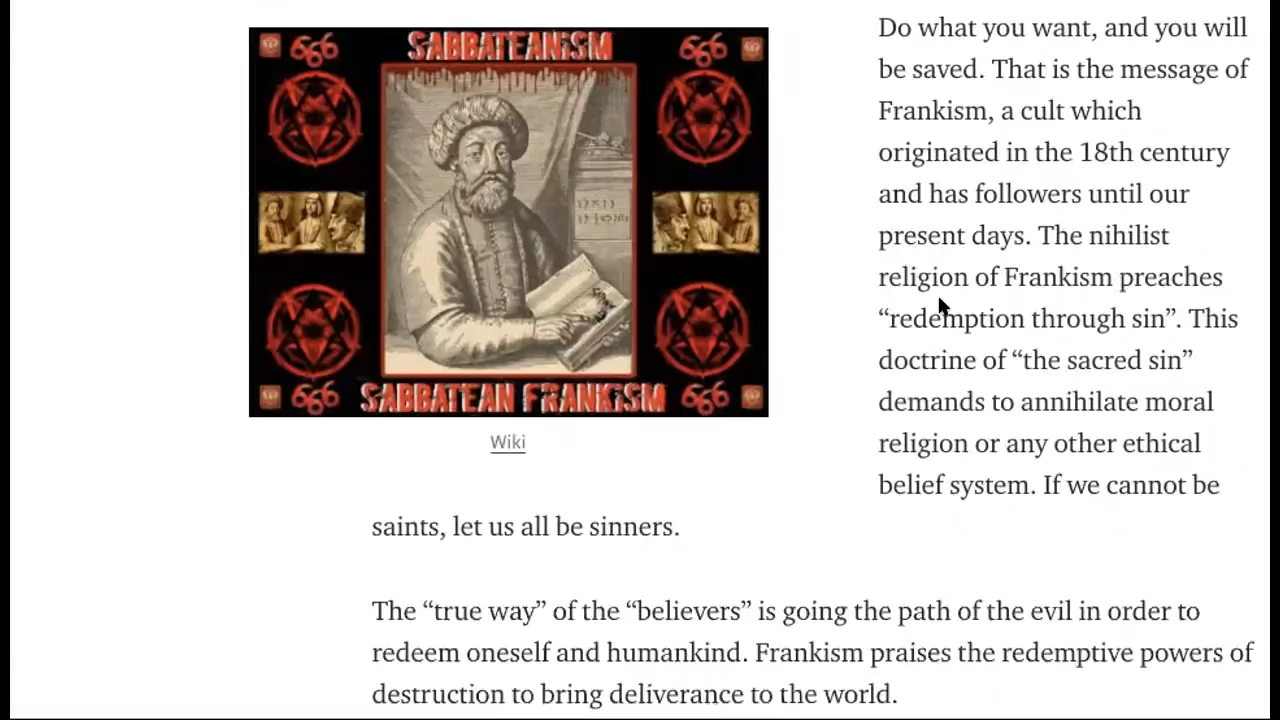 666
SABBATEANISM
666
SABBATEAN FRANKISM
666
666
Wiki
Do what you want, and you will
be saved. That is the message of
Frankism, a cult which
originated in the 18th century
and has followers until our
present days. The nihilist
religion of Frankism preaches
“redemption through sin”. This
doctrine of “the sacred sin”
demands to annihilate moral
religion or any other ethical
belief system. If we cannot be
saints, let us all be sinners.
The “true way” of the “believers” is going the path of the evil in order to
redeem oneself and humankind. Frankism praises the redemptive powers of
destruction to bring deliverance to the world.